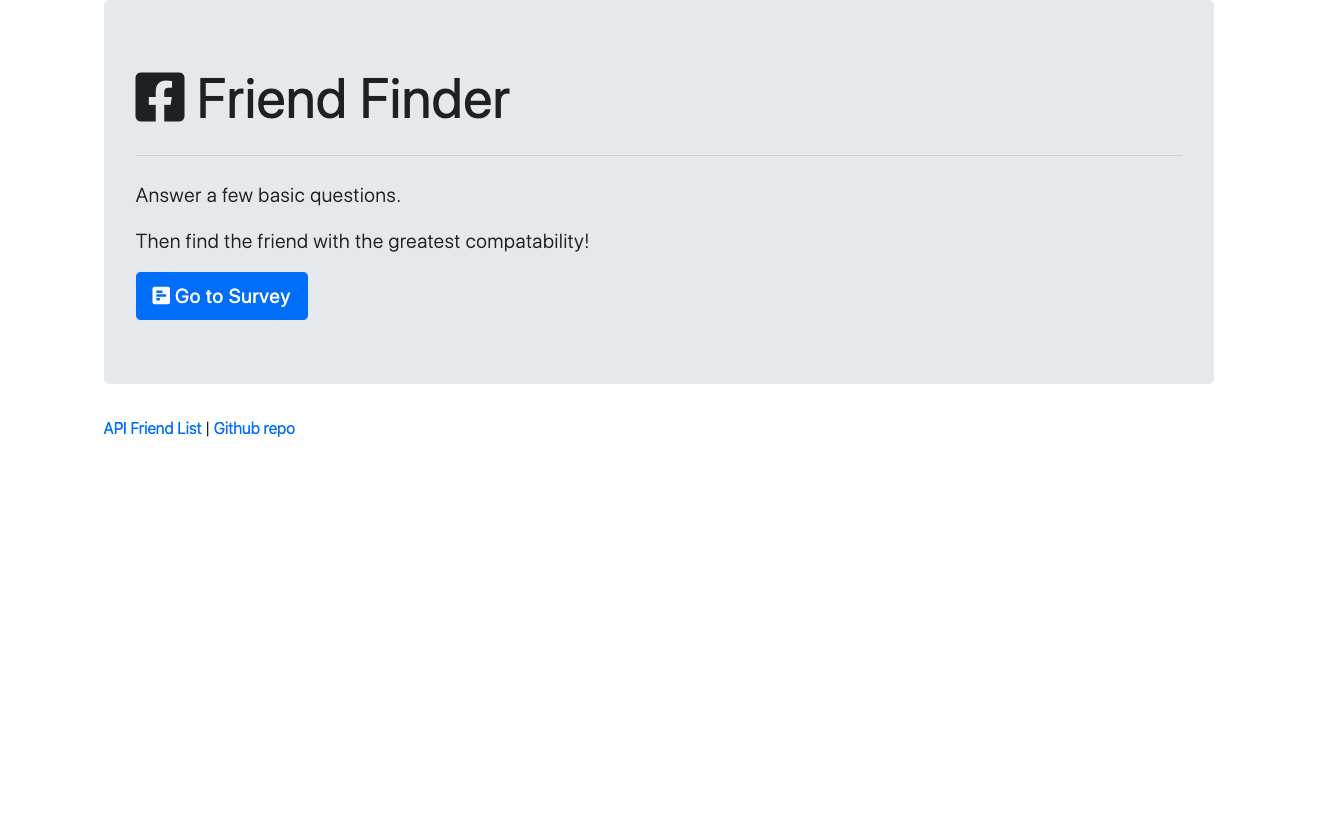 Friend Finder
Answer a few basic questions.
Then find the friend with the greatest compatability!
Go to Survey
API Friend List | Github repo